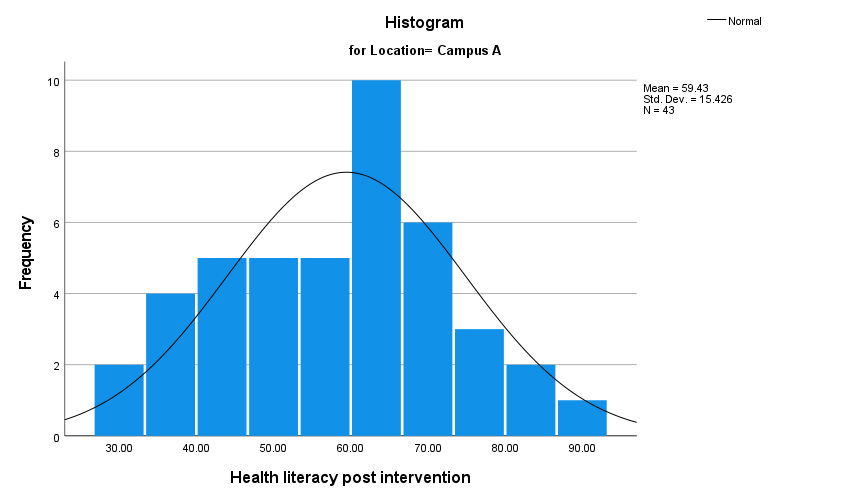 Histogram
for Location= Campus A
Normal
Mean = 59.43
Std. Dev. = 15.426
N = 43
Frequency
10
8
6
4
2
0
30.00 40.00 50.00 60.00 70.00 80.00 90.00
Health literacy post intervention